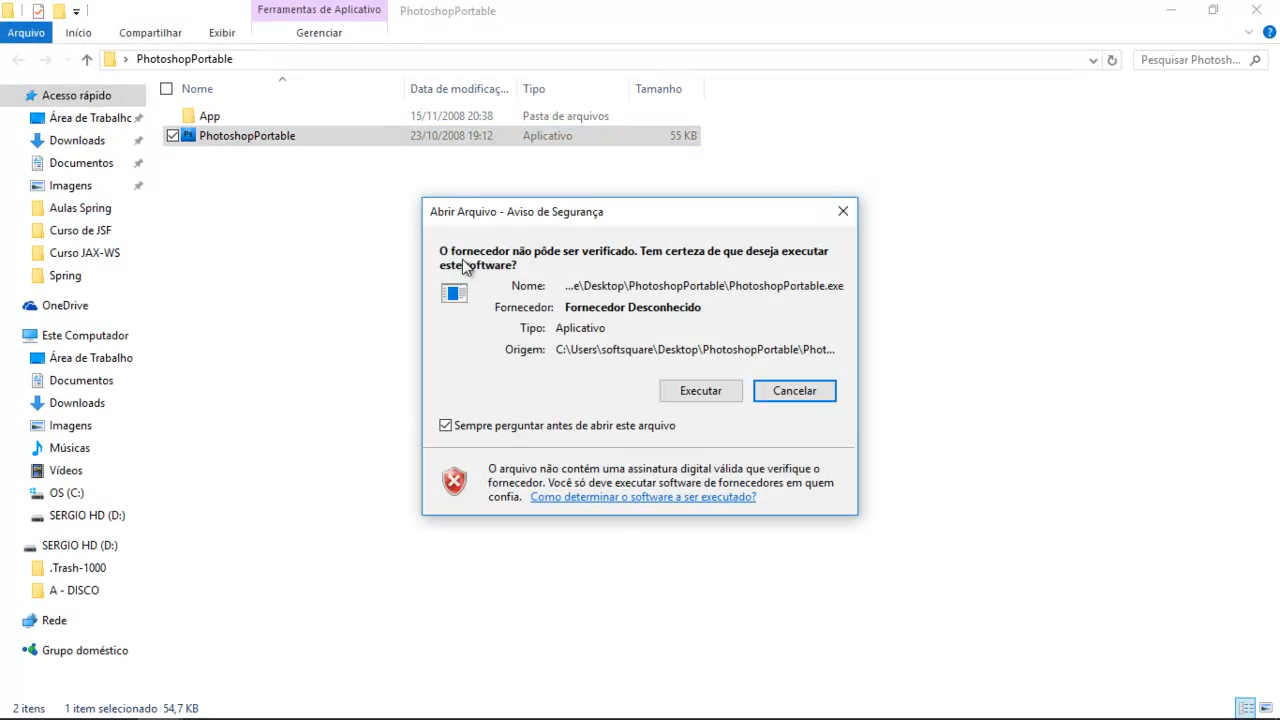 Ferramentas de Aplicativo
PhotoshopPortable
Arquivo
Início
Compartilhar
Exibir
Gerenciar
PhotoshopPortable
Pesquisar Photosh...
Nome
Data de modificaç...
Tipo
Tamanho
App
15/11/2008 20:38
Pasta de arquivos
PhotoshopPortable
23/10/2008 19:12
Aplicativo
55 KB
Acesso rápido
Área de Trabalho
Downloads
Documentos
Imagens
Aulas Spring
Curso de JSF
Curso JAX-WS
Spring
OneDrive
Este Computador
Área de Trabalho
Documentos
Downloads
Imagens
Músicas
Vídeos
OS (C:)
SERGIO HD (D:)
SERGIO HD (D:)
.Trash-1000
A - DISCO
Rede
Grupo doméstico
Abrir Arquivo - Aviso de Segurança
O fornecedor não pôde ser verificado. Tem certeza de que deseja executar
este software?
Nome: ...e\Desktop\PhotoshopPortable\PhotoshopPortable.exe
Fornecedor: Fornecedor Desconhecido
Tipo: Aplicativo
Origem: C:\Users\softsquare\Desktop\PhotoshopPortable\Phot...
Executar
Cancelar
Sempre perguntar antes de abrir este arquivo
O arquivo não contém uma assinatura digital válida que verifique o
fornecedor. Você só deve executar software de fornecedores em quem
confia. Como determinar o software a ser executado?
2 itens
1 item selecionado 54,7 KB